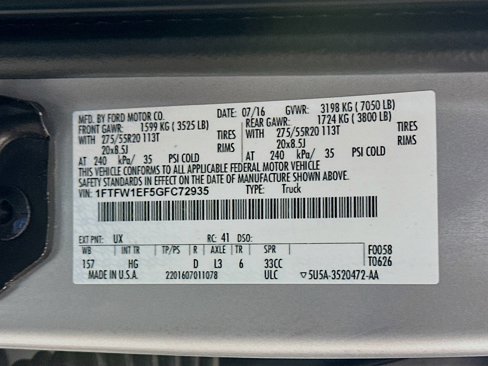 MFD. BY FORD MOTOR CO. DATE: 07/16 GVWR: 3198 KG (7050 LB)
FRONT GAWR: 1599 KG (3525 LB) REAR GAWR: 1724 KG (3800 LB)
WITH 275/55R20 113T TIRES WITH 275/55R20 113T TIRES
20x8.5J RIMS 20x8.5J RIMS
AT 240 kPa/ 35 PSI COLD AT 240 kPa/ 35 PSI COLD
THIS VEHICLE CONFORMS TO ALL APPLICABLE FEDERAL MOTOR VEHICLE
SAFETY STANDARDS IN EFFECT ON THE DATE OF MANUFACTURE SHOWN ABOVE.
VIN: 1FTFW1EF5GFC72935 TYPE: Truck
EXT PNT: UX RC: 41 DSO: F0058
WB INT TR TP/PS R AXLE TR SPR T0626
157 HG D L3 6 33CC
MADE IN U.S.A. 2201607011078 ULC 5U5A-3520472-AA